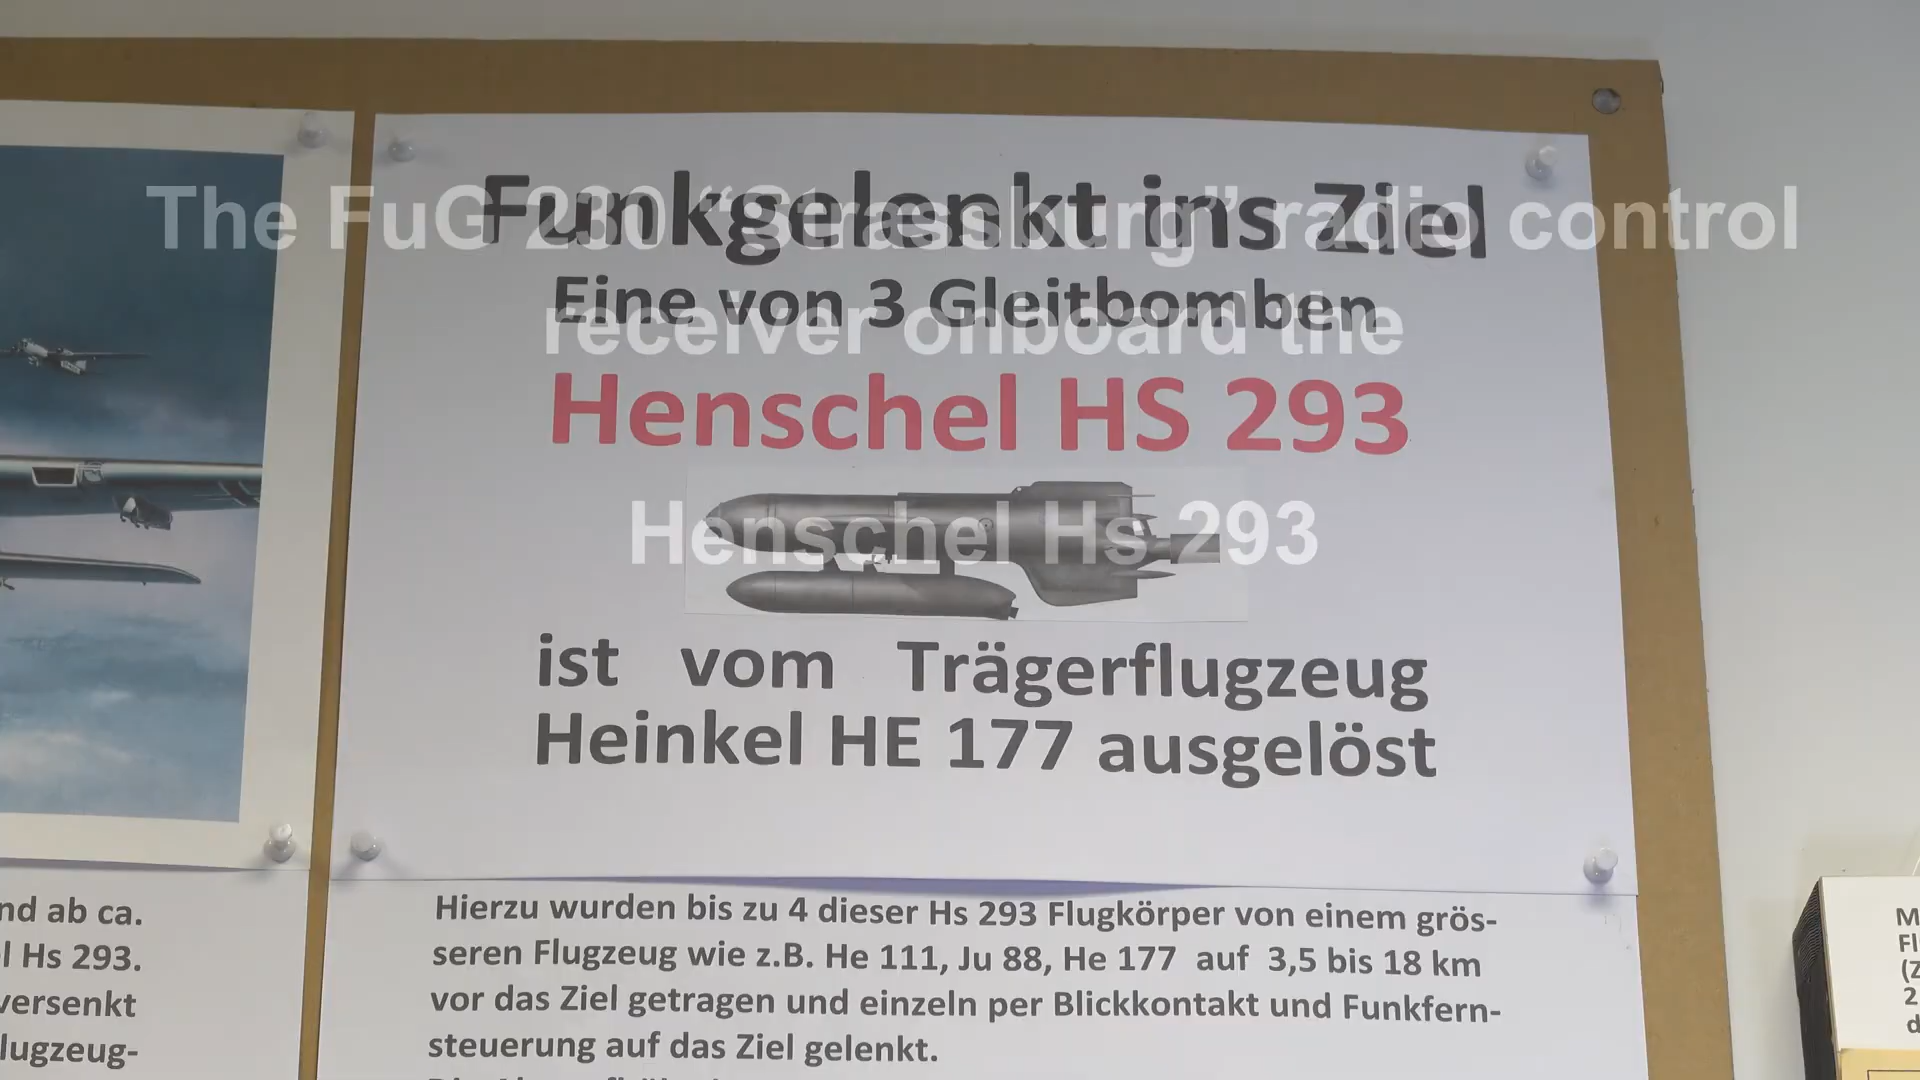 The FuG 230 “Strassburg” radio control
receiver onboard the
Henschel Hs 293
Funkgelenkt ins Ziel
Eine von 3 Gleitbomben
Henschel HS 293
ist vom Trägerflugzeug
Heinkel HE 177 ausgelöst
nd ab ca.
l Hs 293.
versenkt
lugzeug-
Hierzu wurden bis zu 4 dieser Hs 293 Flugkörper von einem grös-
seren Flugzeug wie z.B. He 111, Ju 88, He 177 auf 3,5 bis 18 km
vor das Ziel getragen und einzeln per Blickkontakt und Funkfern-
steuerung auf das Ziel gelenkt.
M
Fl
(Z
2,
d